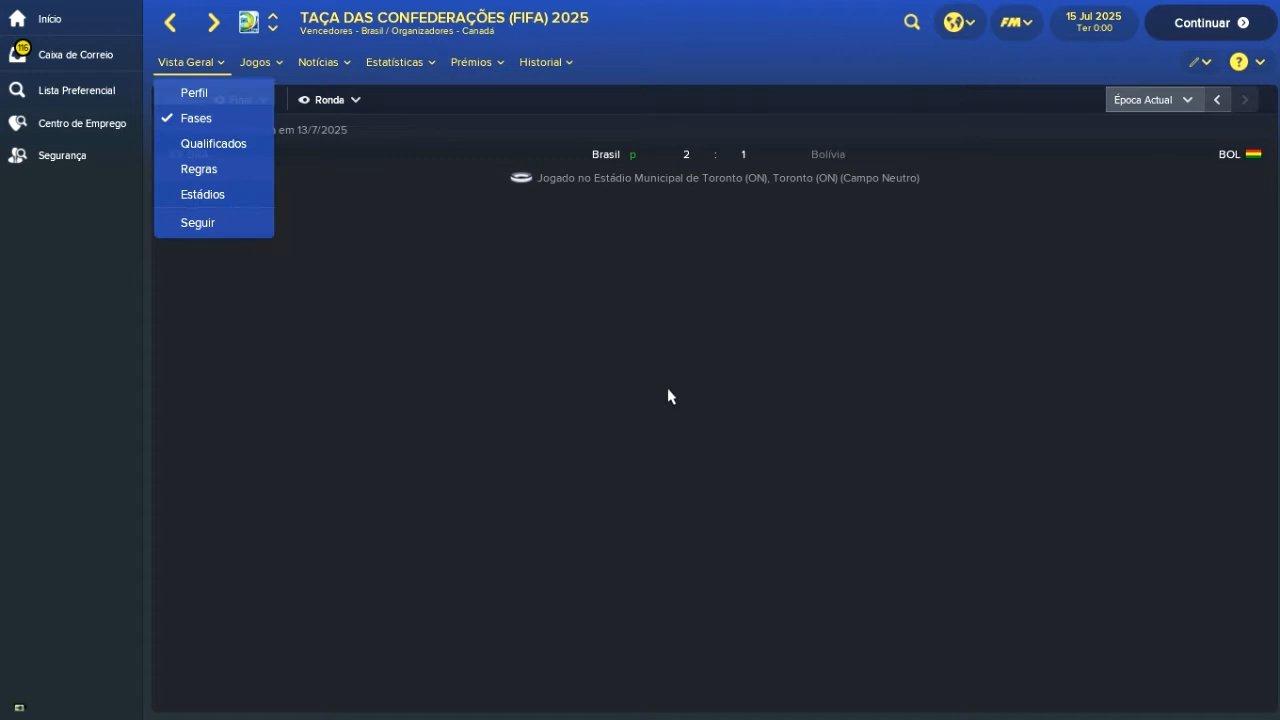 Início
TAÇA DAS CONFEDERAÇÕES (FIFA) 2025
Vencedores - Brasil / Organizadores - Canadá
FM
15 Jul 2025
Ter 0:00
Continuar
116
Caixa de Correio
Vista Geral
Jogos
Notícias
Estatísticas
Prémios
Historial
?
Lista Preferencial
Perfil
Final
Ronda
Época Actual
Centro de Emprego
Fases
em 13/7/2025
Qualificados
Brasil p 2 : 1 Bolívia BOL
Segurança
Regras
Jogado no Estádio Municipal de Toronto (ON), Toronto (ON) (Campo Neutro)
Estádios
Seguir